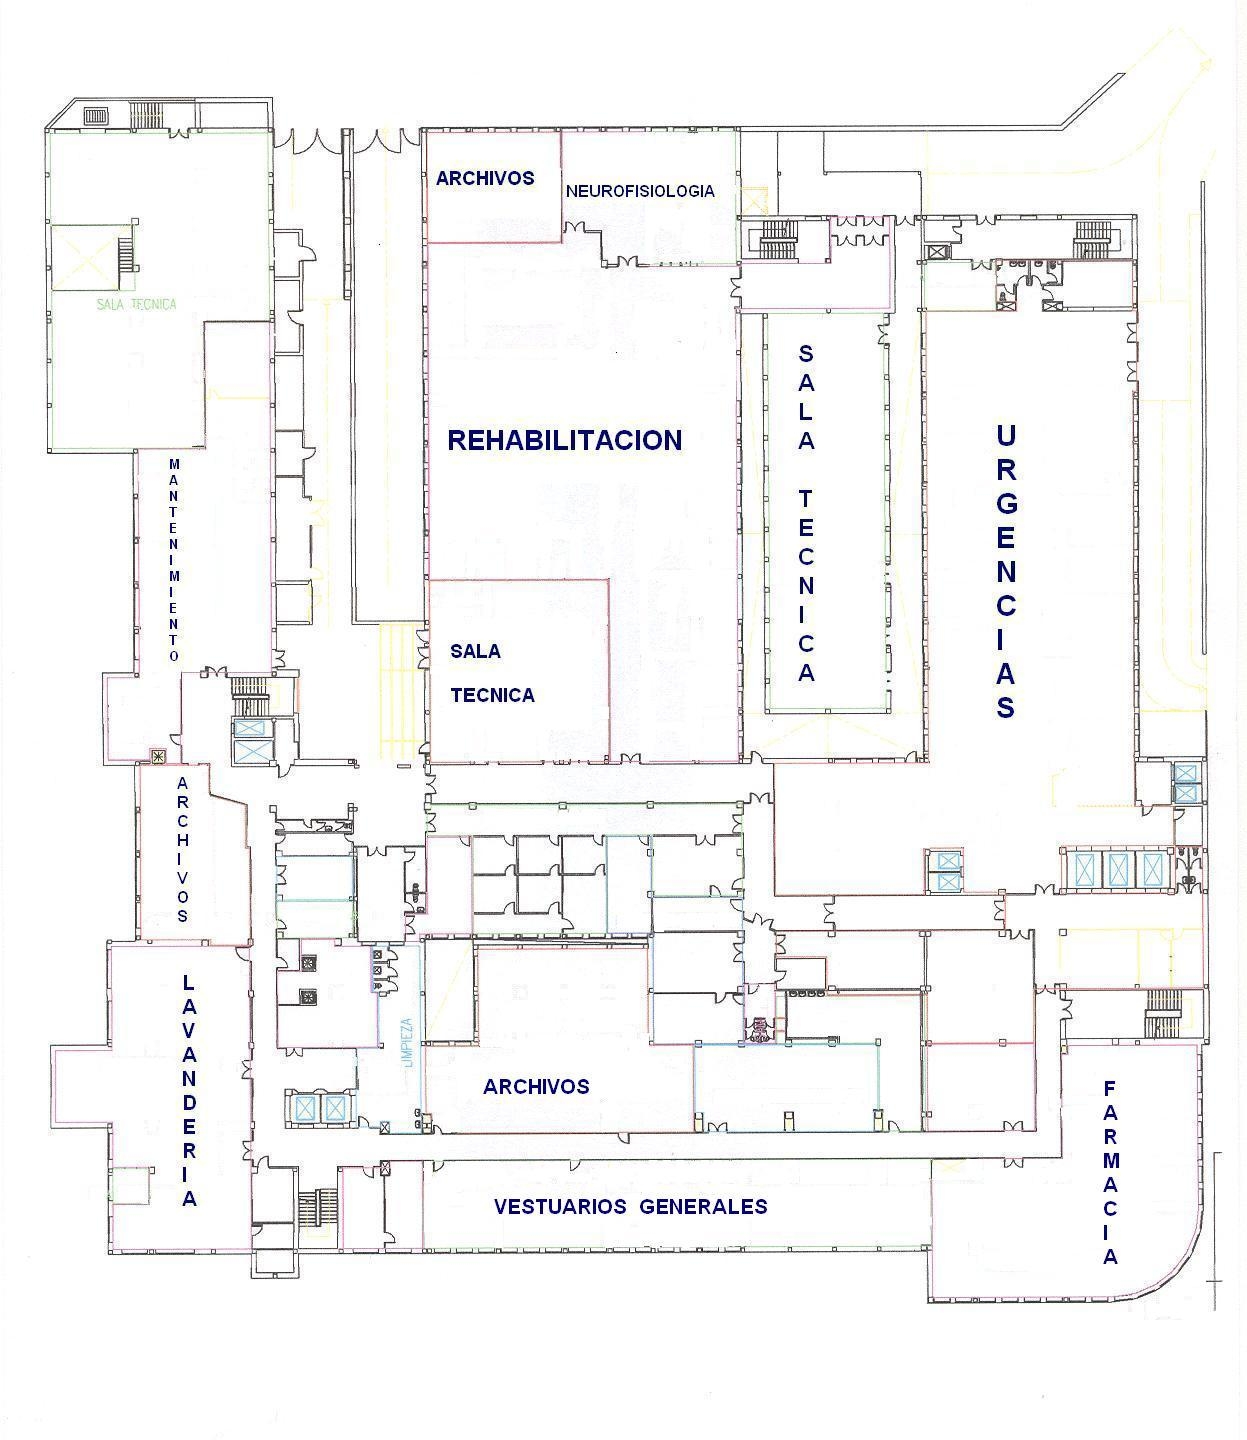 ARCHIVOS
NEUROFISIOLOGIA
SALA TECNICA
SALA TECNICA
REHABILITACION
URGENCIAS
MANTENIMIENTO
SALA
TECNICA
ARCHIVOS
LAVANDERIA
LIMPIEZA
ARCHIVOS
FARMACIA
VESTUARIOS GENERALES